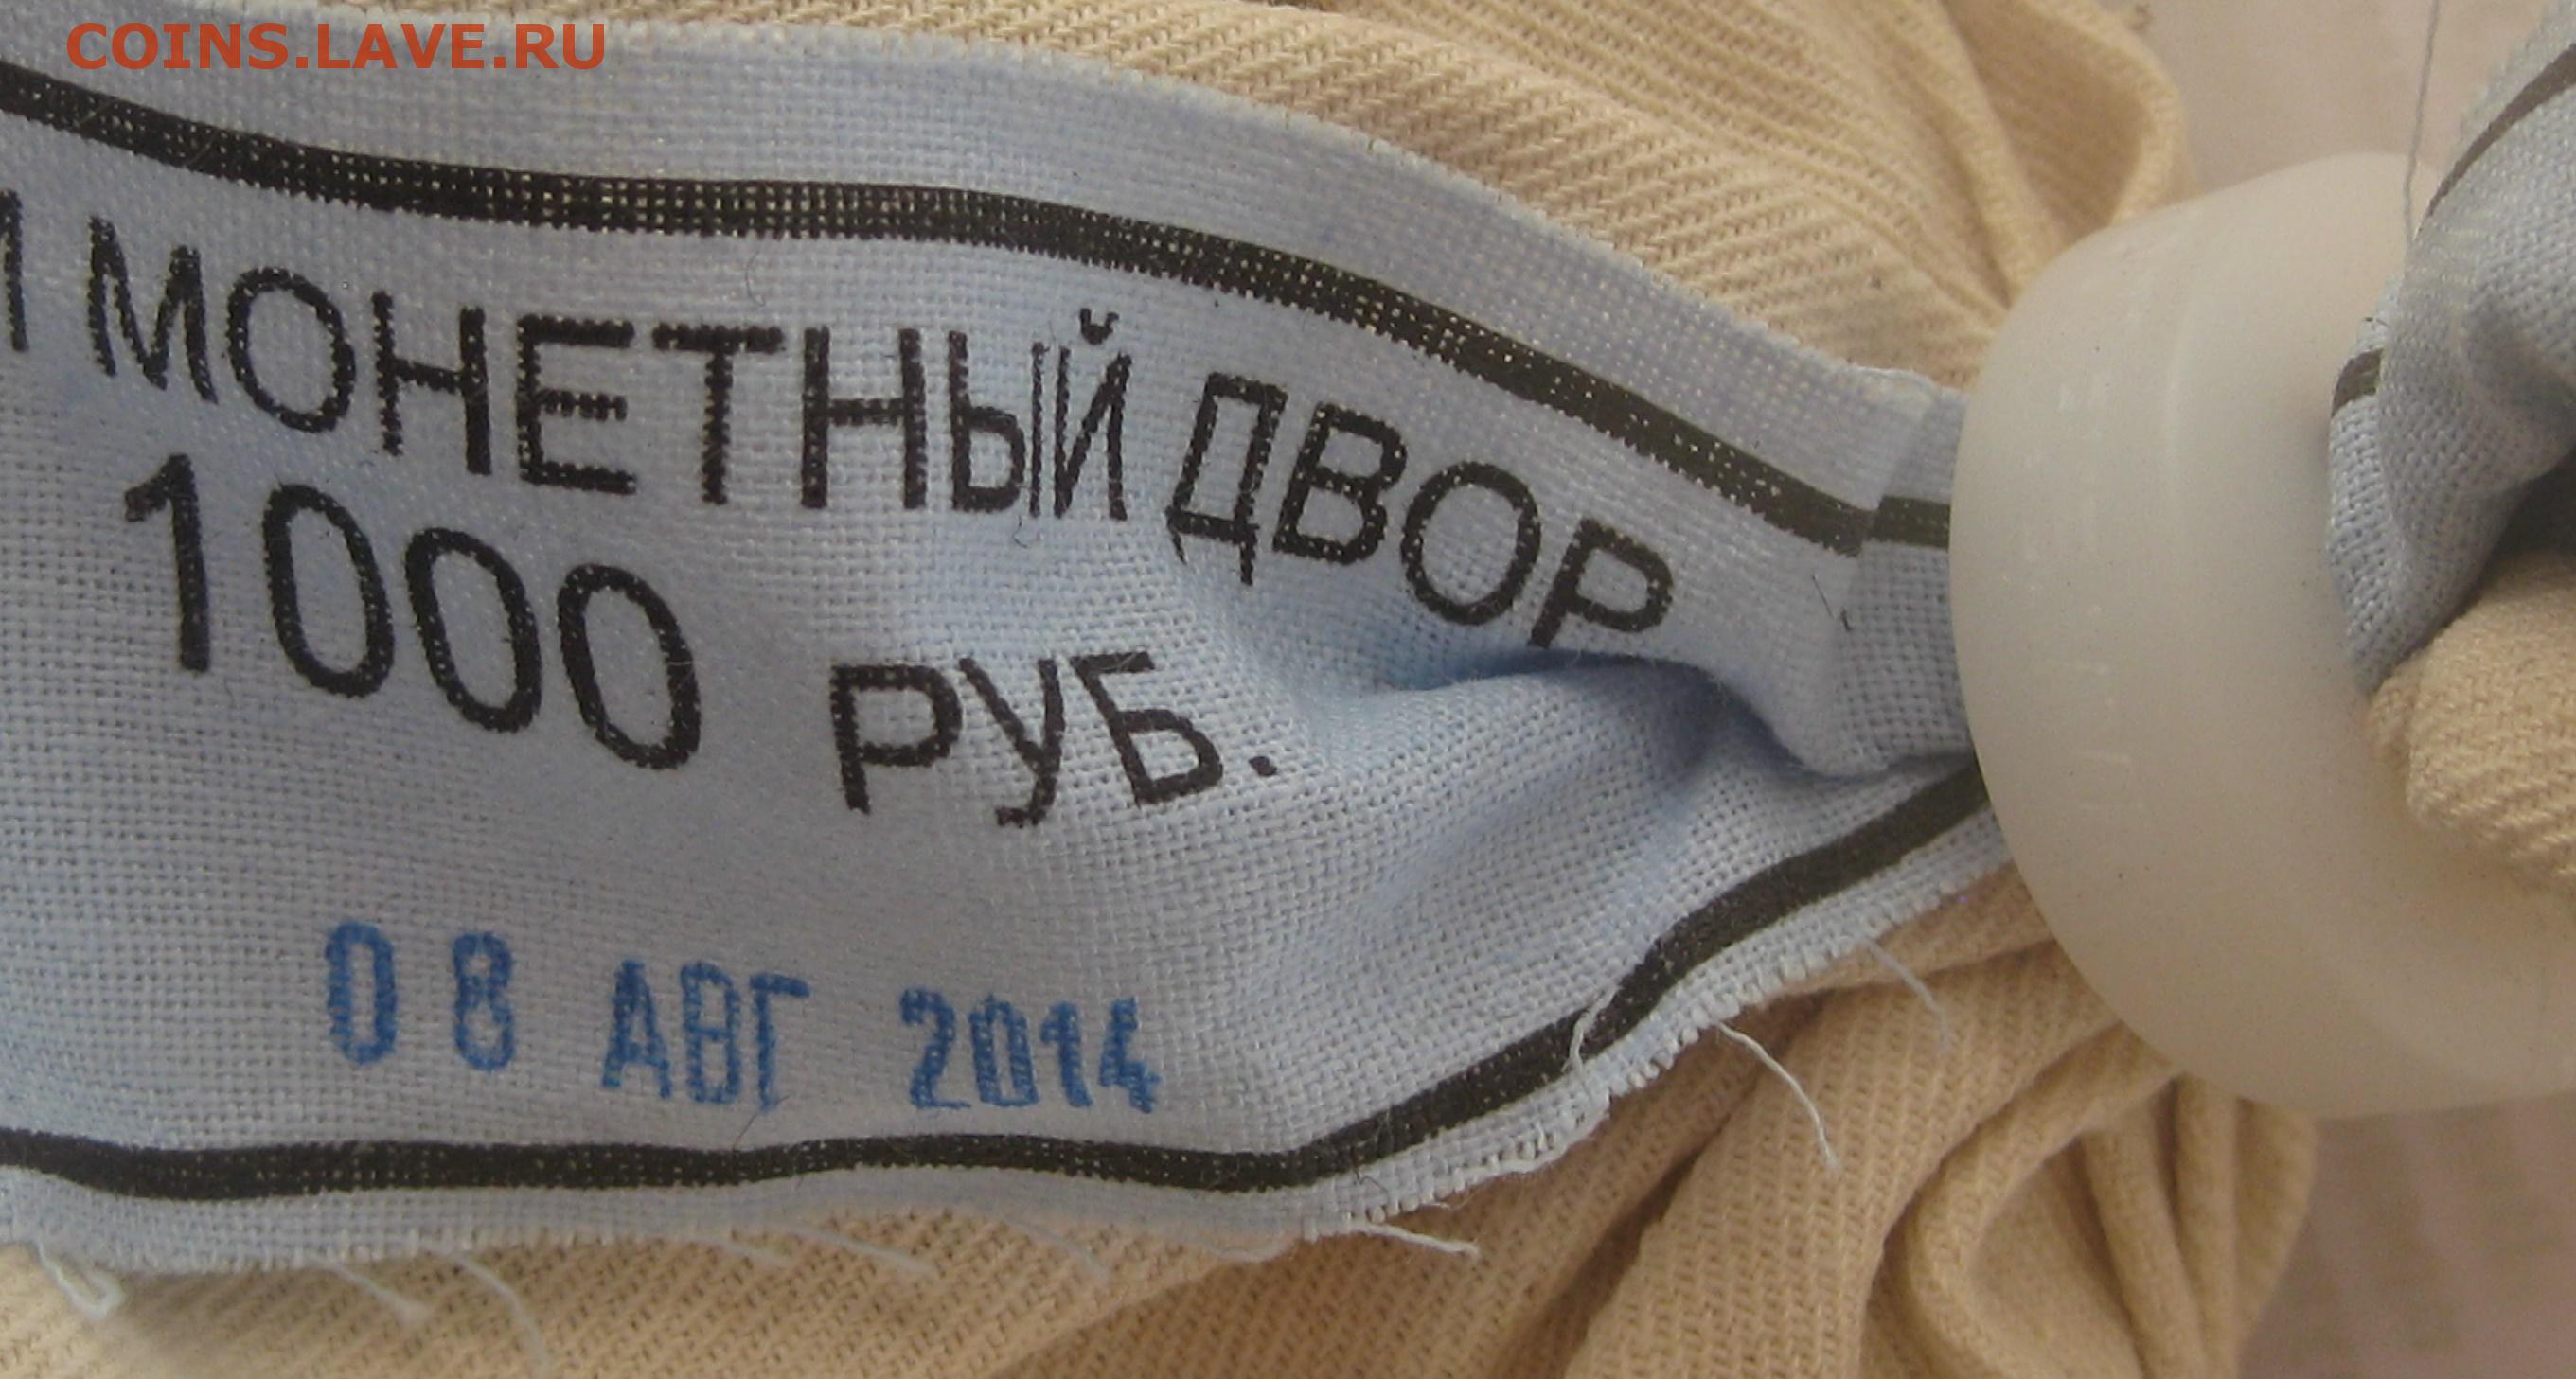 COINS.LAVE.RU
МОНЕТНЫЙ ДВОР
1000 РУБ.
08 АВГ 2014